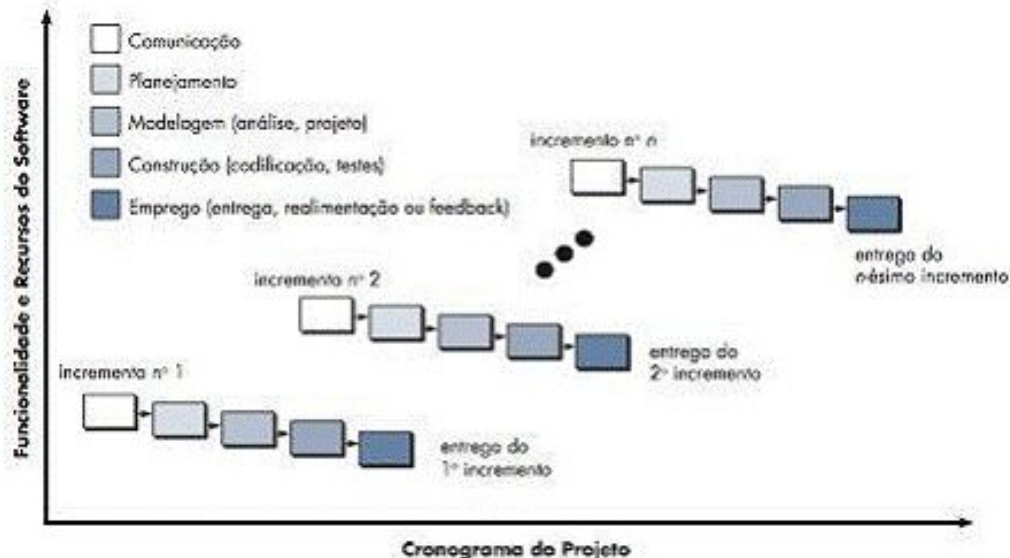 Comunicação
Planejamento
Modelagem (análise, projeto)
Construção (codificação, testes)
Emprego (entrega, realimentação ou feedback)
Funcionalidade e Recursos do Software
incremento nº n
entrega do
n-ésimo incremento
incremento nº 2
entrega do
2º incremento
incremento nº 1
entrega do
1º incremento
Cronograma do Projeto